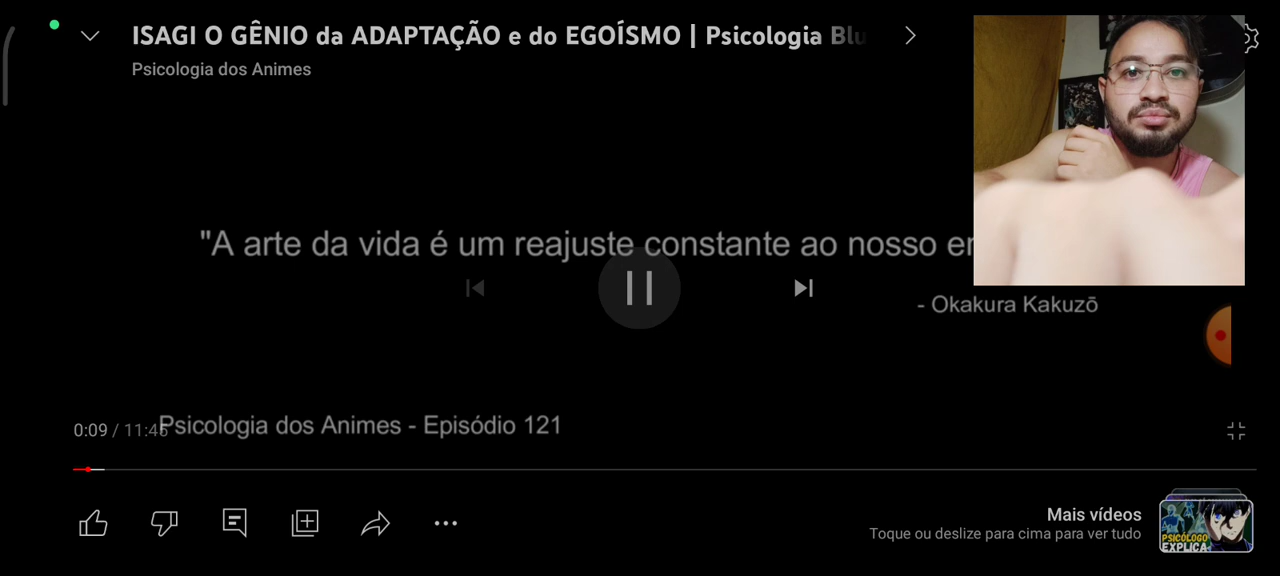 ISAGI O GÊNIO da ADAPTAÇÃO e do EGOÍSMO | Psicologia Blu
Psicologia dos Animes
"A arte da vida é um reajuste constante ao nosso
- Okakura Kakuzō
Psicologia dos Animes - Episódio 121
0:09 / 11:46
Mais vídeos
Toque ou deslize para cima para ver tudo
PSICÓLOGO
EXPLICA